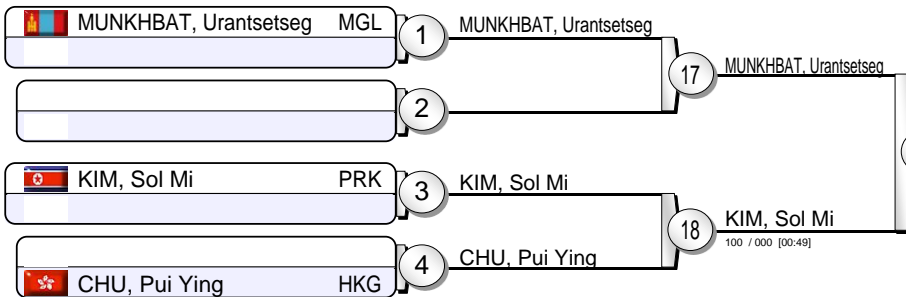 MUNKHBAT, Urantsetseg MGL
1
MUNKHBAT, Urantsetseg
17
MUNKHBAT, Urantsetseg
2
KIM, Sol Mi PRK
3
KIM, Sol Mi
18
KIM, Sol Mi
100 / 000 [00:49]
4
CHU, Pui Ying
CHU, Pui Ying HKG